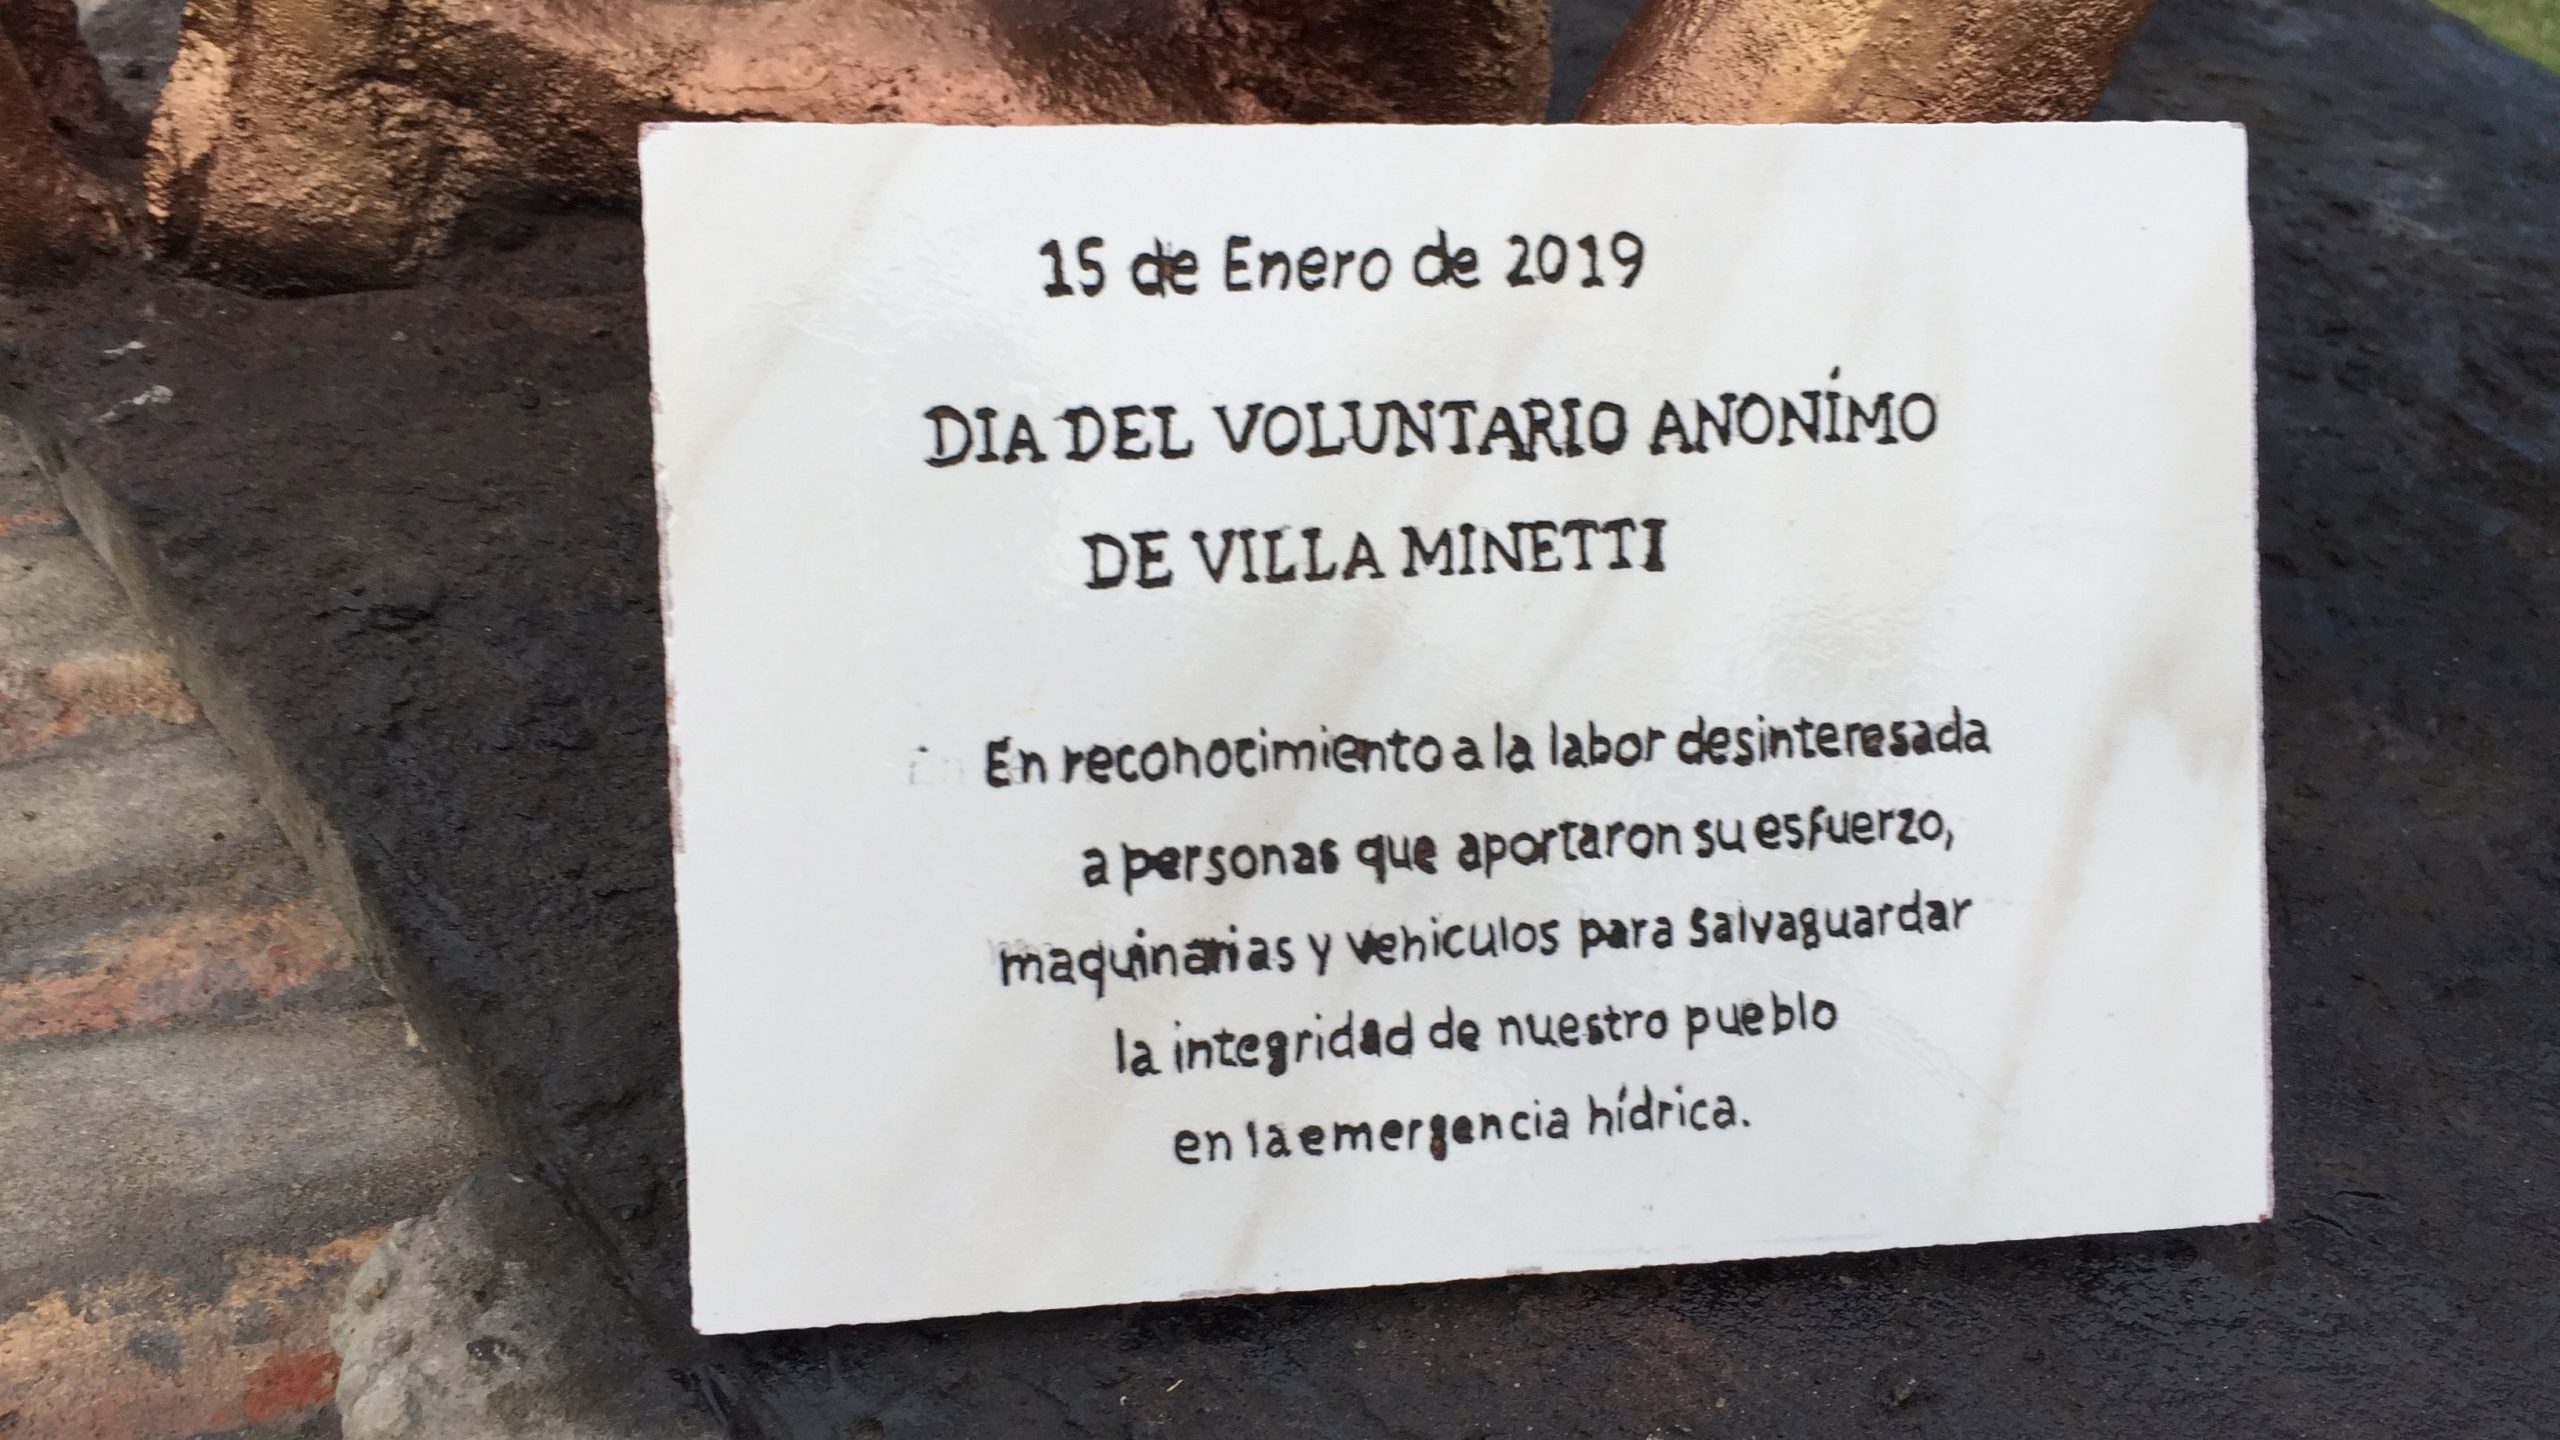 15 de Enero de 2019
DIA DEL VOLUNTARIO ANONÍMO
DE VILLA MINETTI
En reconocimiento a la labor desinteresada
a personas que aportaron su esfuerzo,
maquinarias y vehiculos para salvaguardar
la integridad de nuestro pueblo
en la emergencia hídrica.